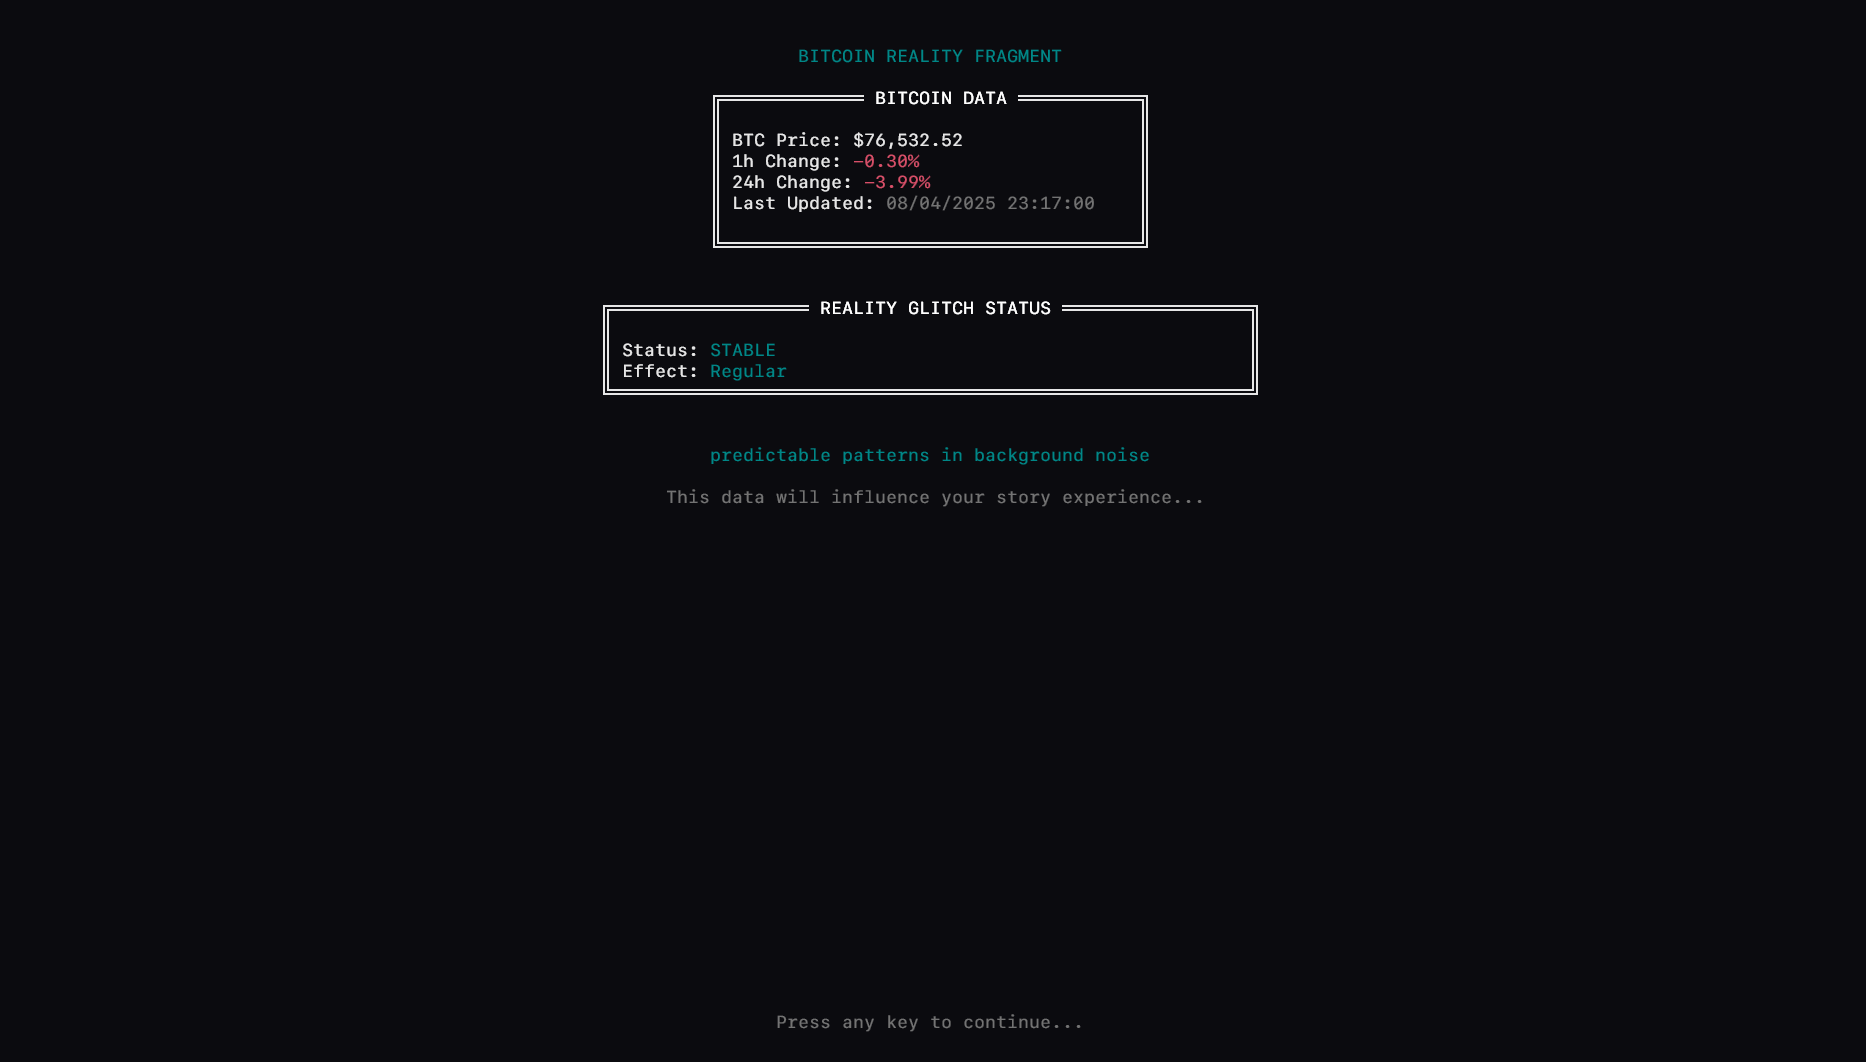 BITCOIN REALITY FRAGMENT
BITCOIN DATA
BTC Price: $76,532.52
1h Change: -0.30%
24h Change: -3.99%
Last Updated: 08/04/2025 23:17:00
REALITY GLITCH STATUS
Status: STABLE
Effect: Regular
predictable patterns in background noise
This data will influence your story experience...
Press any key to continue...